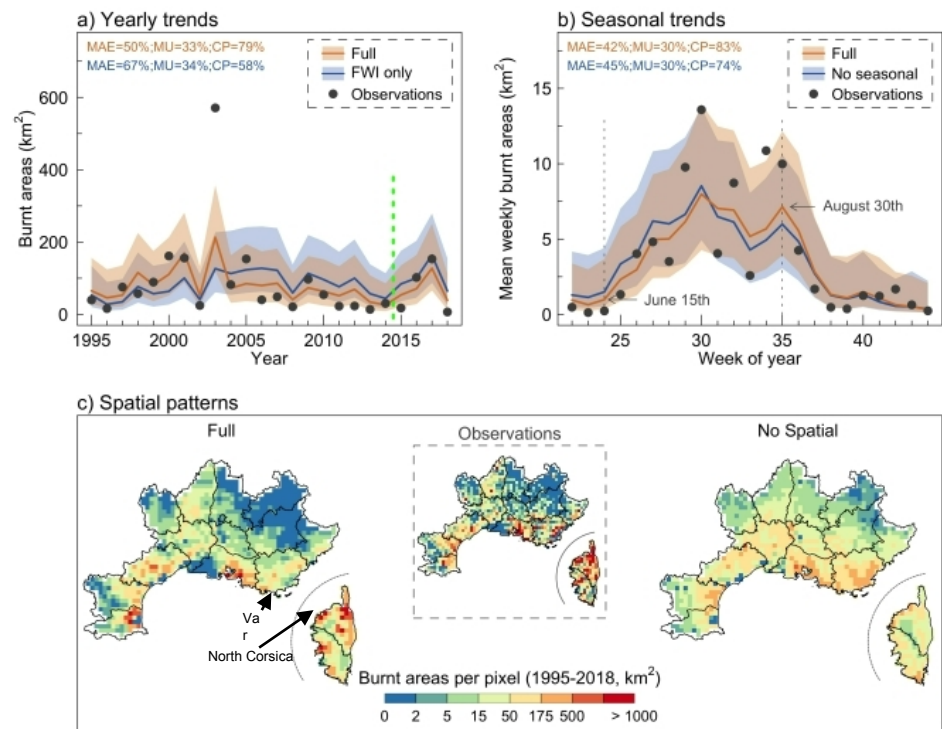 a) Yearly trends
MAE=50%;MU=33%;CP=79%
MAE=67%;MU=34%;CP=58%
Full
FWI only
Observations
Burnt areas (km²)
600
400
200
0
1995
2000
2005
2010
2015
Year
b) Seasonal trends
MAE=42%;MU=30%;CP=83%
MAE=45%;MU=30%;CP=74%
Full
No seasonal
Observations
Mean weekly burnt areas (km²)
15
10
5
0
August 30th
June 15th
25
30
35
40
Week of year
c) Spatial patterns
Full
Observations
No Spatial
Va
r
North Corsica
Burnt areas per pixel (1995-2018, km²)
0 2 5 15 50 175 500 > 1000